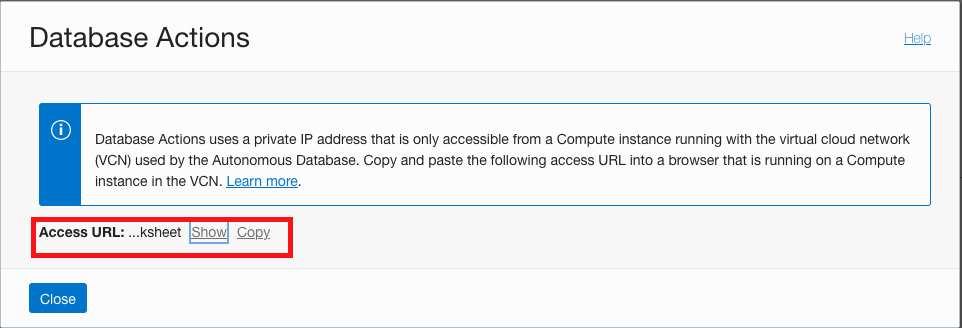 Database Actions
Help
Database Actions uses a private IP address that is only accessible from a Compute instance running with the virtual cloud network
(VCN) used by the Autonomous Database. Copy and paste the following access URL into a browser that is running on a Compute
instance in the VCN. Learn more.
Access URL: ...ksheet Show Copy
Close